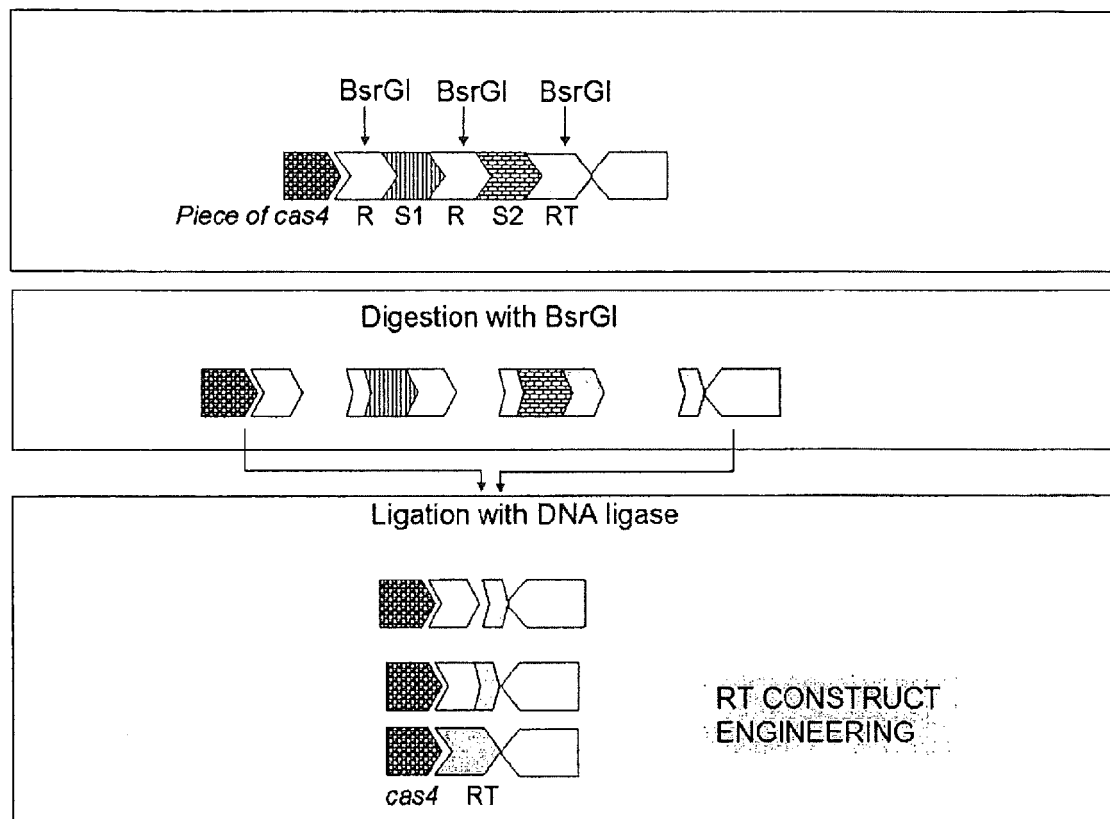 BsrGI BsrGI BsrGI
Piece of cas4 R S1 R S2 RT
Digestion with BsrGI
Ligation with DNA ligase
RT CONSTRUCT
ENGINEERING
cas4 RT